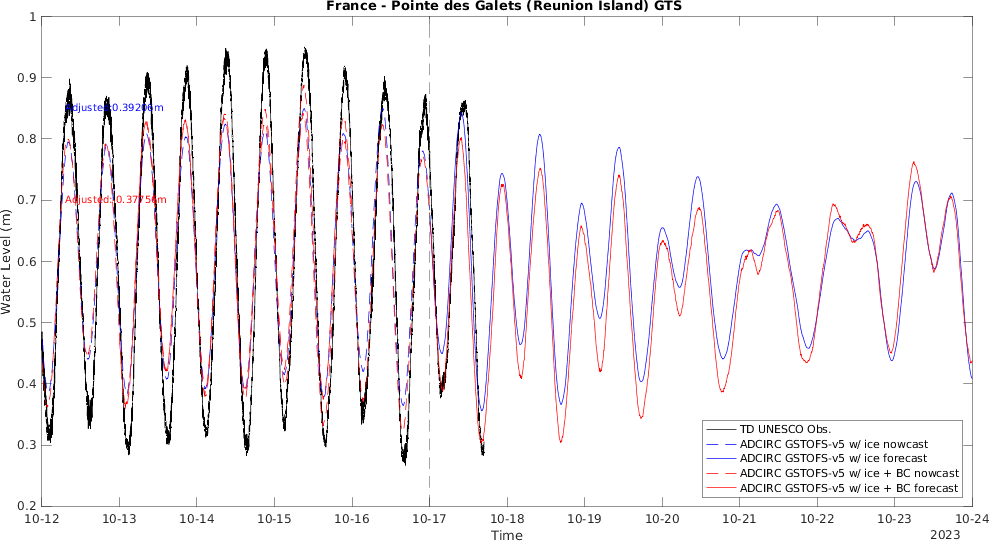 France - Pointe des Galets (Reunion Island) GTS
1
0.9
0.8
0.7
0.6
0.5
0.4
0.3
0.2
Water Level (m)
Adjusted:0.39206m
Adjusted:-0.37756m
TD UNESCO Obs.
ADCIRC GSTOFS-v5 w/ ice nowcast
ADCIRC GSTOFS-v5 w/ ice forecast
ADCIRC GSTOFS-v5 w/ ice + BC nowcast
ADCIRC GSTOFS-v5 w/ ice + BC forecast
10-12 10-13 10-14 10-15 10-16 10-17 10-18 10-19 10-20 10-21 10-22 10-23 10-24
Time
2023